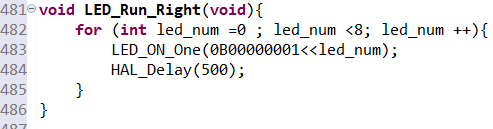 481 void LED_Run_Right(void){
482 for (int led_num =0 ; led_num <8; led_num ++){
483 LED_ON_One(0B00000001<<led_num);
484 HAL_Delay(500);
485 }
486 }